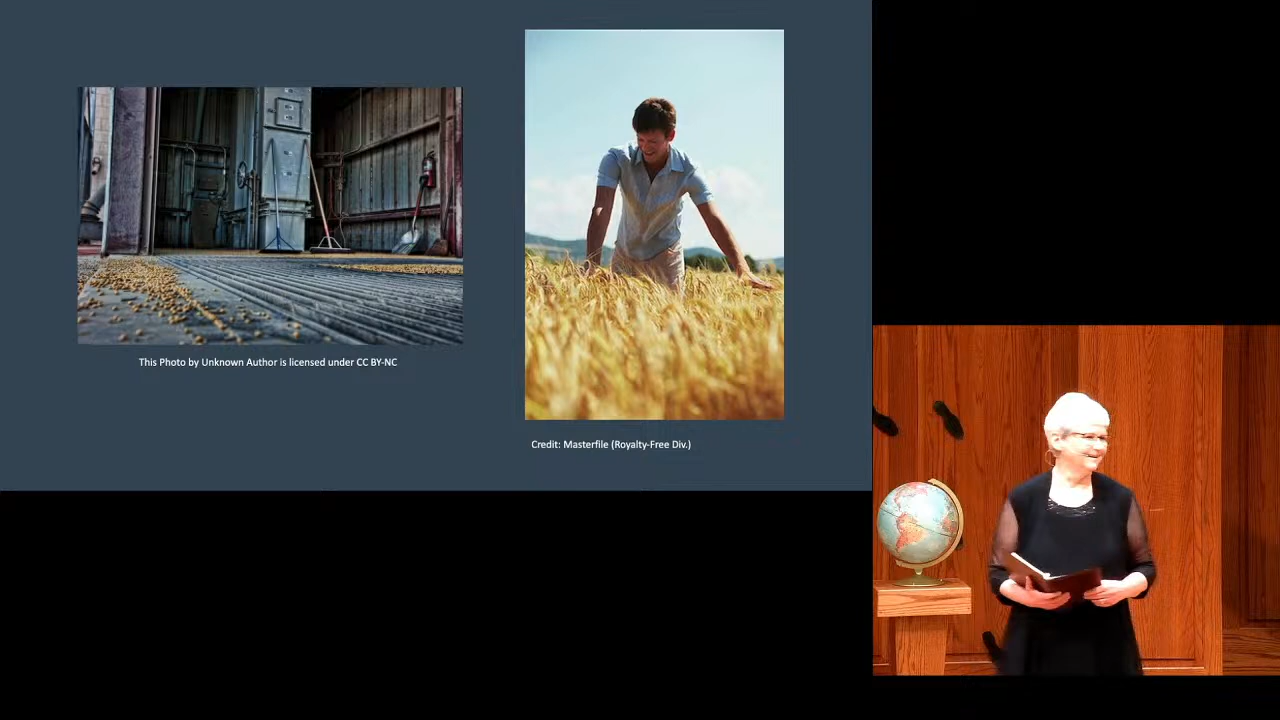 This Photo by Unknown Author is licensed under CC BY-NC
Credit: Masterfile (Royalty-Free Div.)